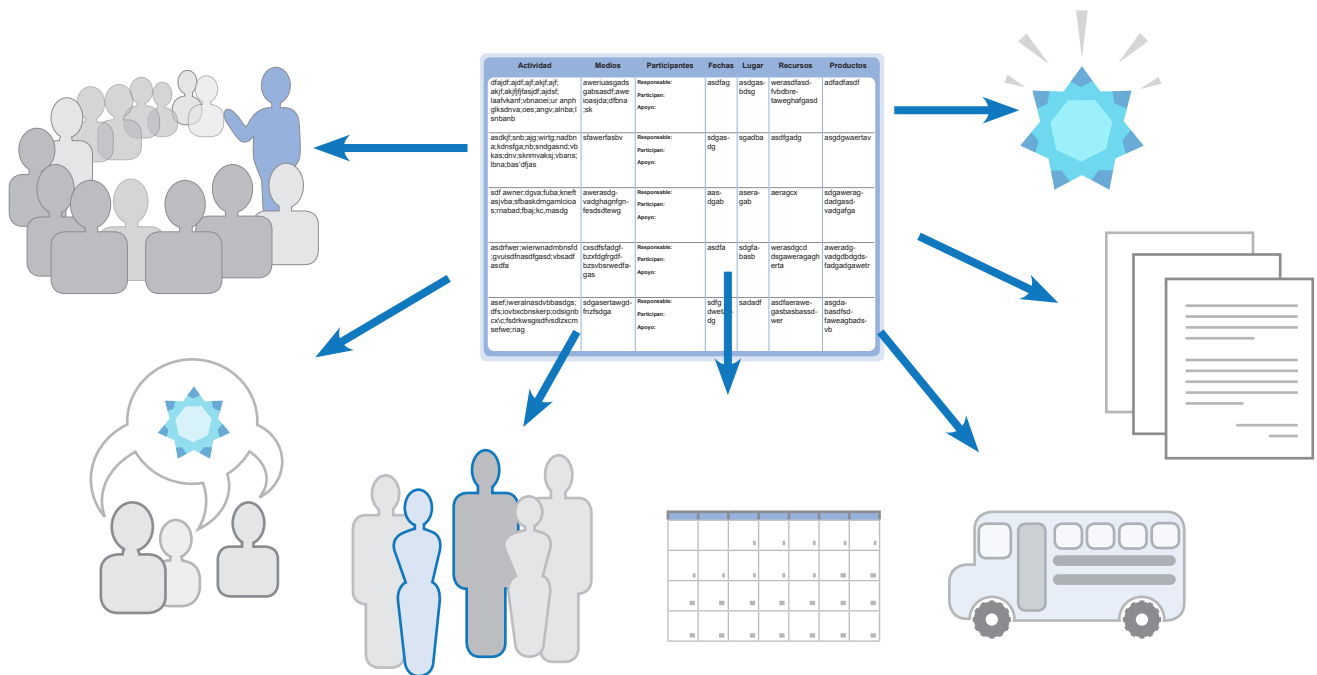 Actividad Medios Participantes Fechas Lugar Recursos Productos
dfajdf;ajdf;ajf;akjf;ajf; aweriuasgads Responsable: asdfag asdgas- werasdfasd- adfadfasdf
akjf;akjfjfjfasjdf;ajdsf; gabsasdf;awe Participan: bdsg fvbdbre-
laafvkanf;vbnaoei;ur anph ioasjda;dfbna Apoyo: taweghafgasd
glksdnva;oes;angv;alnba;l ;sk
snbanb
asdkjf;snb;ajg;wirtg;nadbn sfawerfasbv Responsable: sdgas- sgadba asdfgadg asgdgwaertav
a;kdnsfga;nb;sndgasnd;vb Participan: dg
kas;dnv;sknmvaksj;vbans; Apoyo:
lbna;bas'dfjas
sdf awner;dgva;fuba;kneft awerasdg- Responsable: aas- asera- aeragcx sdgawerag-
asjvba;sfbaskdmgamlcioa vadghagnfgn- Participan: dgab gab dadgasd-
s;rnabad;fbaj;kc,masdg fesdsdtewg Apoyo: vadgafga
asdrfwer;wierwnadmbnsfd cxsdfsfadgf- Responsable: asdfa sdgfa- werasdgcd aweradg-
;gvuisdfnasdfgasd;vbsadf bzxfdgfrgdf- Participan: basb dsgaweragagh vadgdbdgds-
asdfa bzsvbsrwedfa- Apoyo: erta fadgadgawetr
gas
asef;iweralnasdvbbasdgs; sdgasertawgd- Responsable: sdfg sadadf asdfaerawe- asgda-
dfs;iovbxcbnskerp;odsignb fnzfsdga Participan: gasbasbassd- basdfsd-
cx\c;fsdrkwsgisdfvsdlzxcm Apoyo: dg wer faweagbads-
sefwe;riag vb